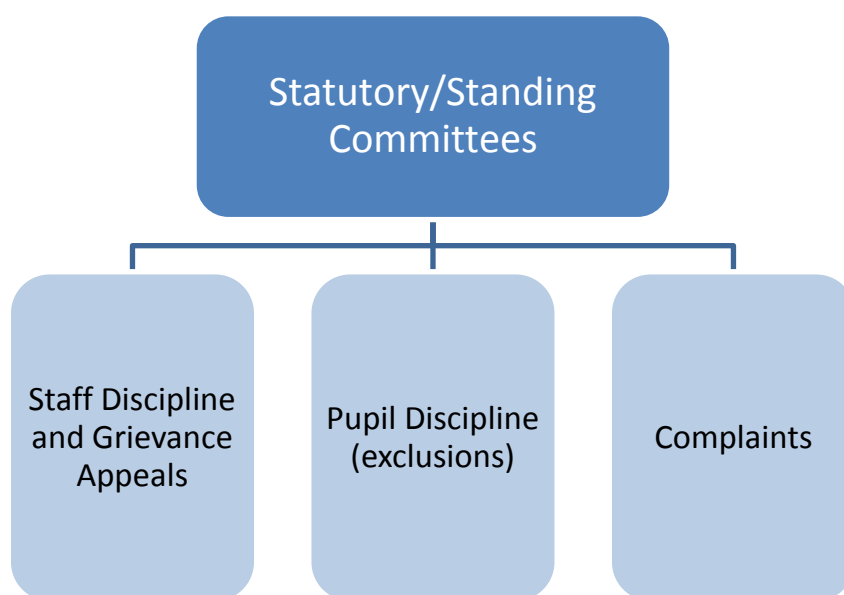 Statutory/Standing
Committees
Staff Discipline
and Grievance
Appeals
Pupil Discipline
(exclusions)
Complaints